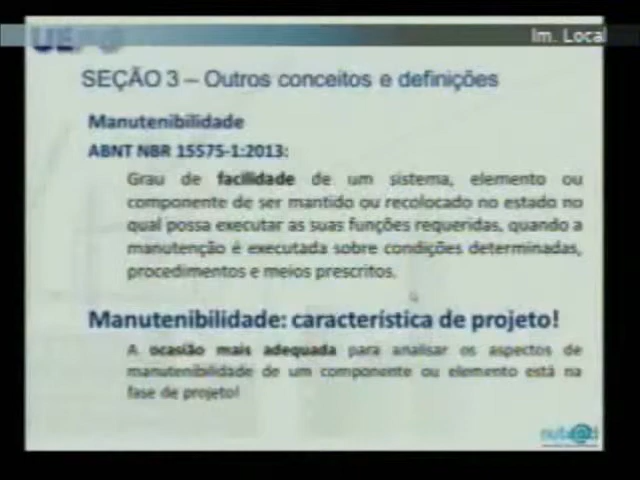 Im. Local
SEÇÃO 3 – Outros conceitos e definições
Manutenibilidade
ABNT NBR 15575-1:2013:
Grau de facilidade de um sistema, elemento ou
componente de ser mantido ou recolocado no estado no
qual possa executar as suas funções requeridas, quando a
manutenção é executada sobre condições determinadas,
procedimentos e meios prescritos.
Manutenibilidade: característica de projeto!
A ocasião mais adequada para analisar os aspectos de
manutenibilidade de um componente ou elemento está na
fase de projeto!